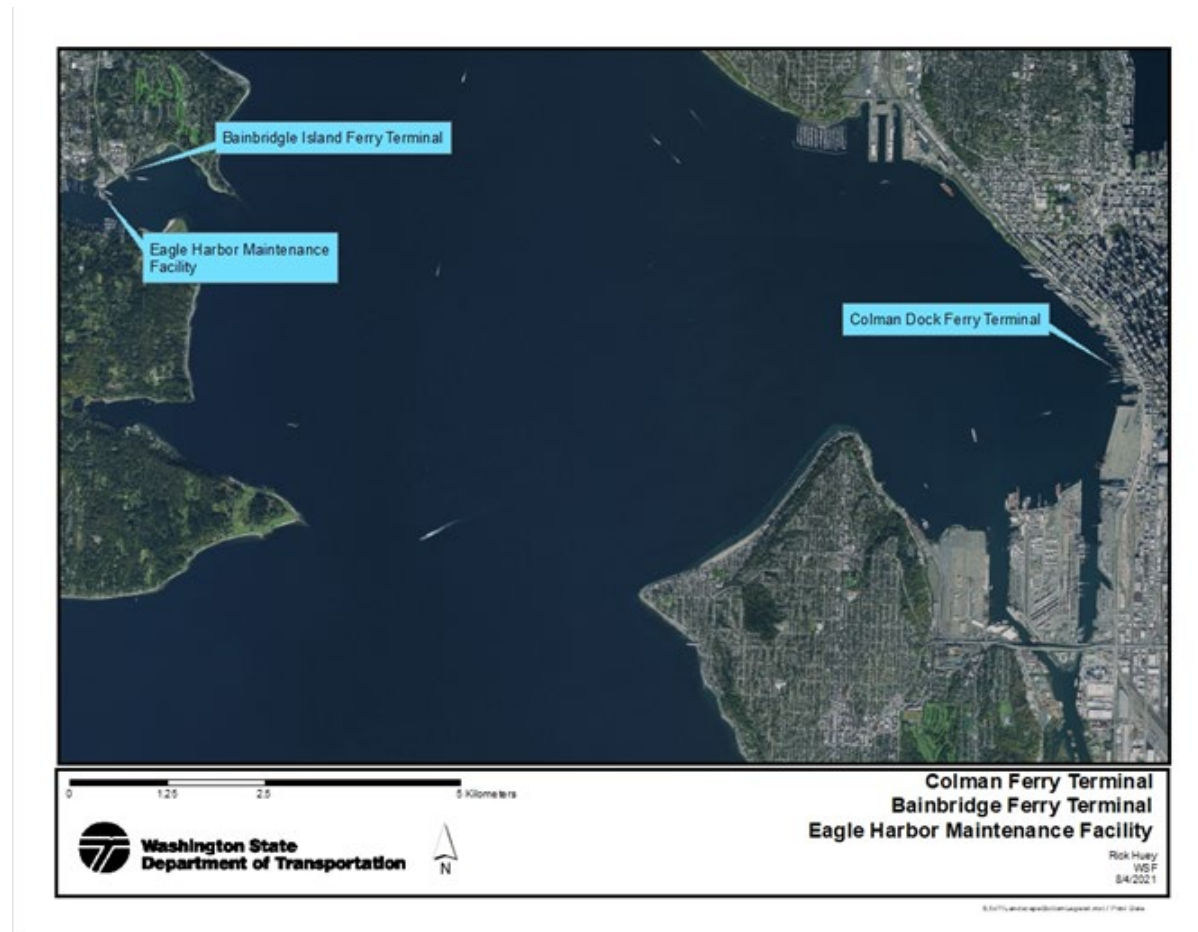 Bainbridgle Island Ferry Terminal
Eagle Harbor Maintenance
Facility
Colman Dock Ferry Terminal
0 1.25 2.5 5 Kilometers
Washington State
Department of Transportation
N
Colman Ferry Terminal
Bainbridge Ferry Terminal
Eagle Harbor Maintenance Facility
Rick Huey
WSF
8/4/2021